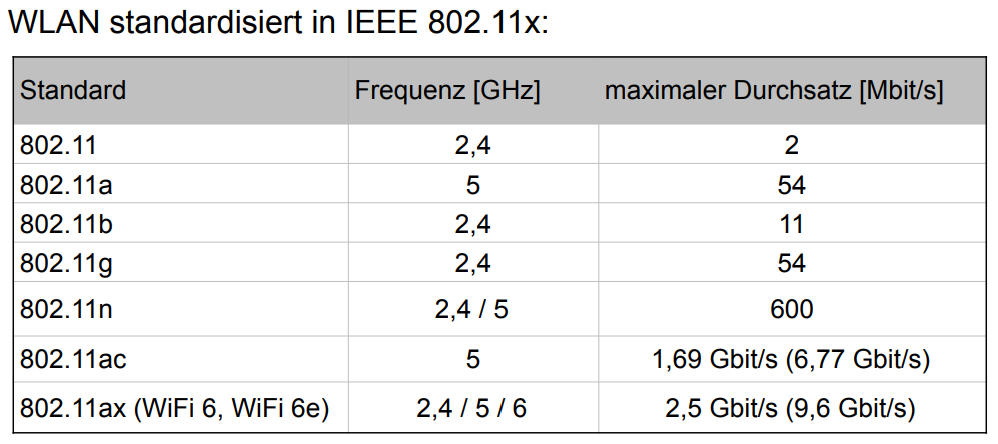 WLAN standardisiert in IEEE 802.11x:
Standard Frequenz [GHz] maximaler Durchsatz [Mbit/s]
802.11 2,4 2
802.11a 5 54
802.11b 2,4 11
802.11g 2,4 54
802.11n 2,4 / 5 600
802.11ac 5 1,69 Gbit/s (6,77 Gbit/s)
802.11ax (WiFi 6, WiFi 6e) 2,4 / 5 / 6 2,5 Gbit/s (9,6 Gbit/s)